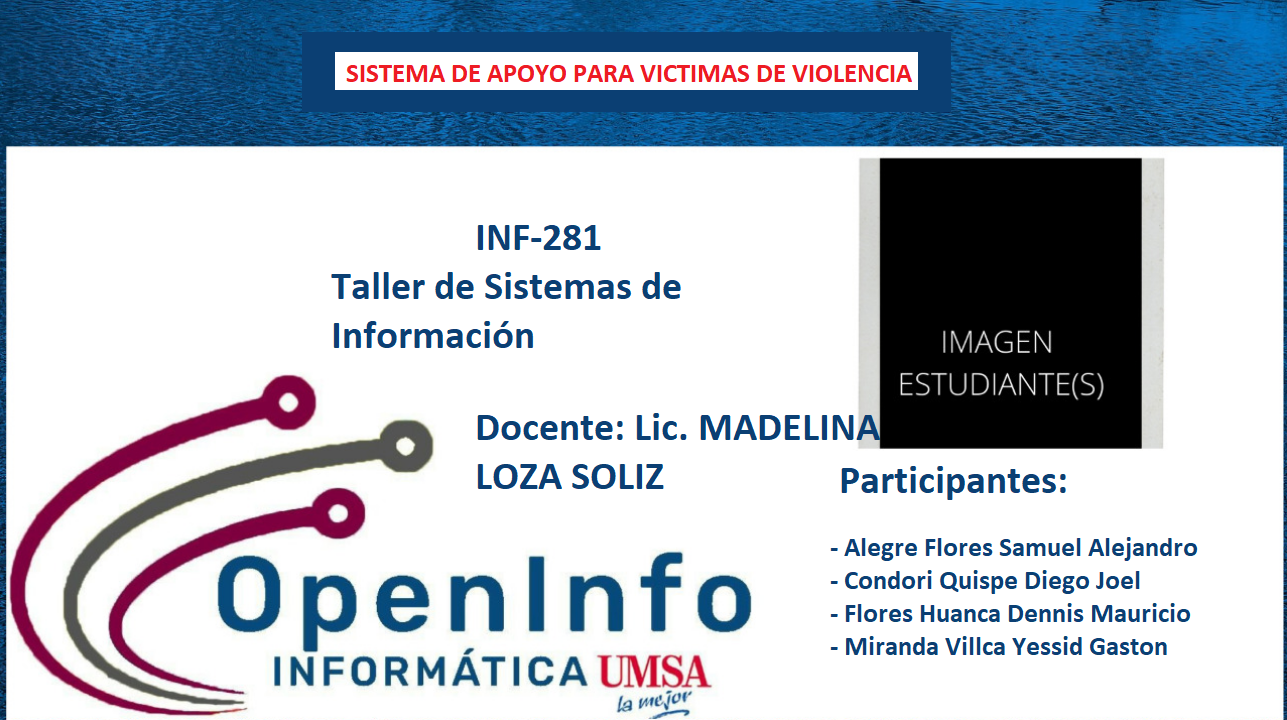 SISTEMA DE APOYO PARA VICTIMAS DE VIOLENCIA
INF-281
Taller de Sistemas de
Información
IMAGEN
ESTUDIANTE(S)
Docente: Lic. MADELINA
LOZA SOLIZ
Participantes:
- Alegre Flores Samuel Alejandro
- Condori Quispe Diego Joel
- Flores Huanca Dennis Mauricio
- Miranda Villca Yessid Gaston
OpenInfo
INFORMÁTICA UMSA
la mejor